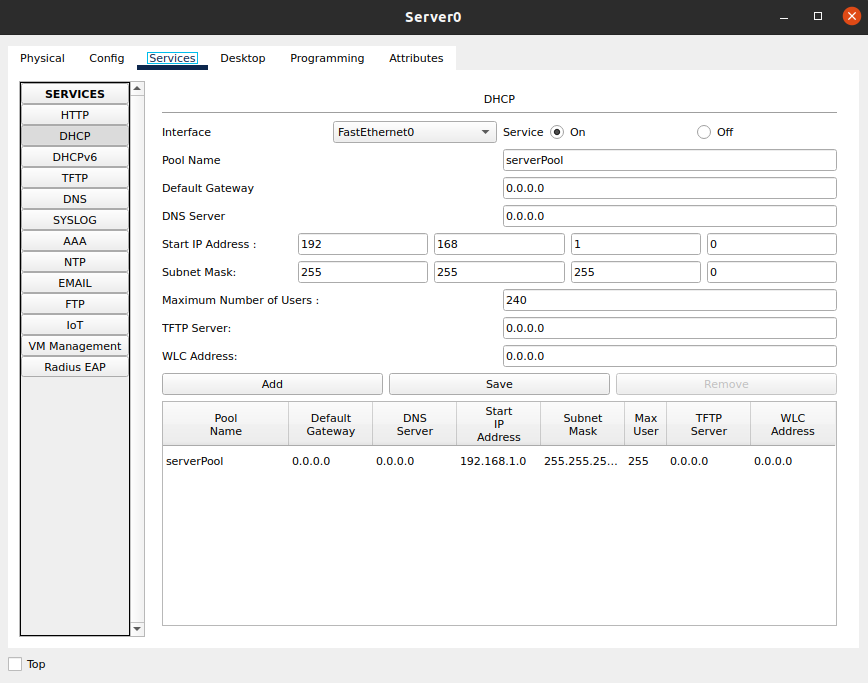 Server0
Physical Config Services Desktop Programming Attributes
SERVICES
HTTP
DHCP
DHCPv6
TFTP
DNS
SYSLOG
AAA
NTP
EMAIL
FTP
IoT
VM Management
Radius EAP
DHCP
Interface FastEthernet0 Service On Off
Pool Name serverPool
Default Gateway 0.0.0.0
DNS Server 0.0.0.0
Start IP Address : 192 168 1 0
Subnet Mask: 255 255 255 0
Maximum Number of Users : 240
TFTP Server: 0.0.0.0
WLC Address: 0.0.0.0
Add Save Remove
Pool Name Default Gateway DNS Server Start IP Address Subnet Mask Max User TFTP Server WLC Address
serverPool 0.0.0.0 0.0.0.0 192.168.1.0 255.255.25... 255 0.0.0.0 0.0.0.0
Top